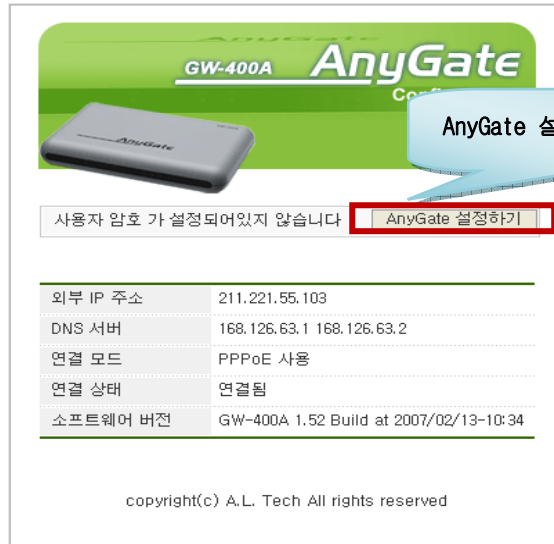 GW-400A AnyGate
AnyGate
AnyGate 설
사용자 암호 가 설정되어있지 않습니다 AnyGate 설정하기
외부 IP 주소 211.221.55.103
DNS 서버 168.126.63.1 168.126.63.2
연결 모드 PPPoE 사용
연결 상태 연결됨
소프트웨어 버전 GW-400A 1.52 Build at 2007/02/13-10:34
copyright(c) A.L. Tech All rights reserved